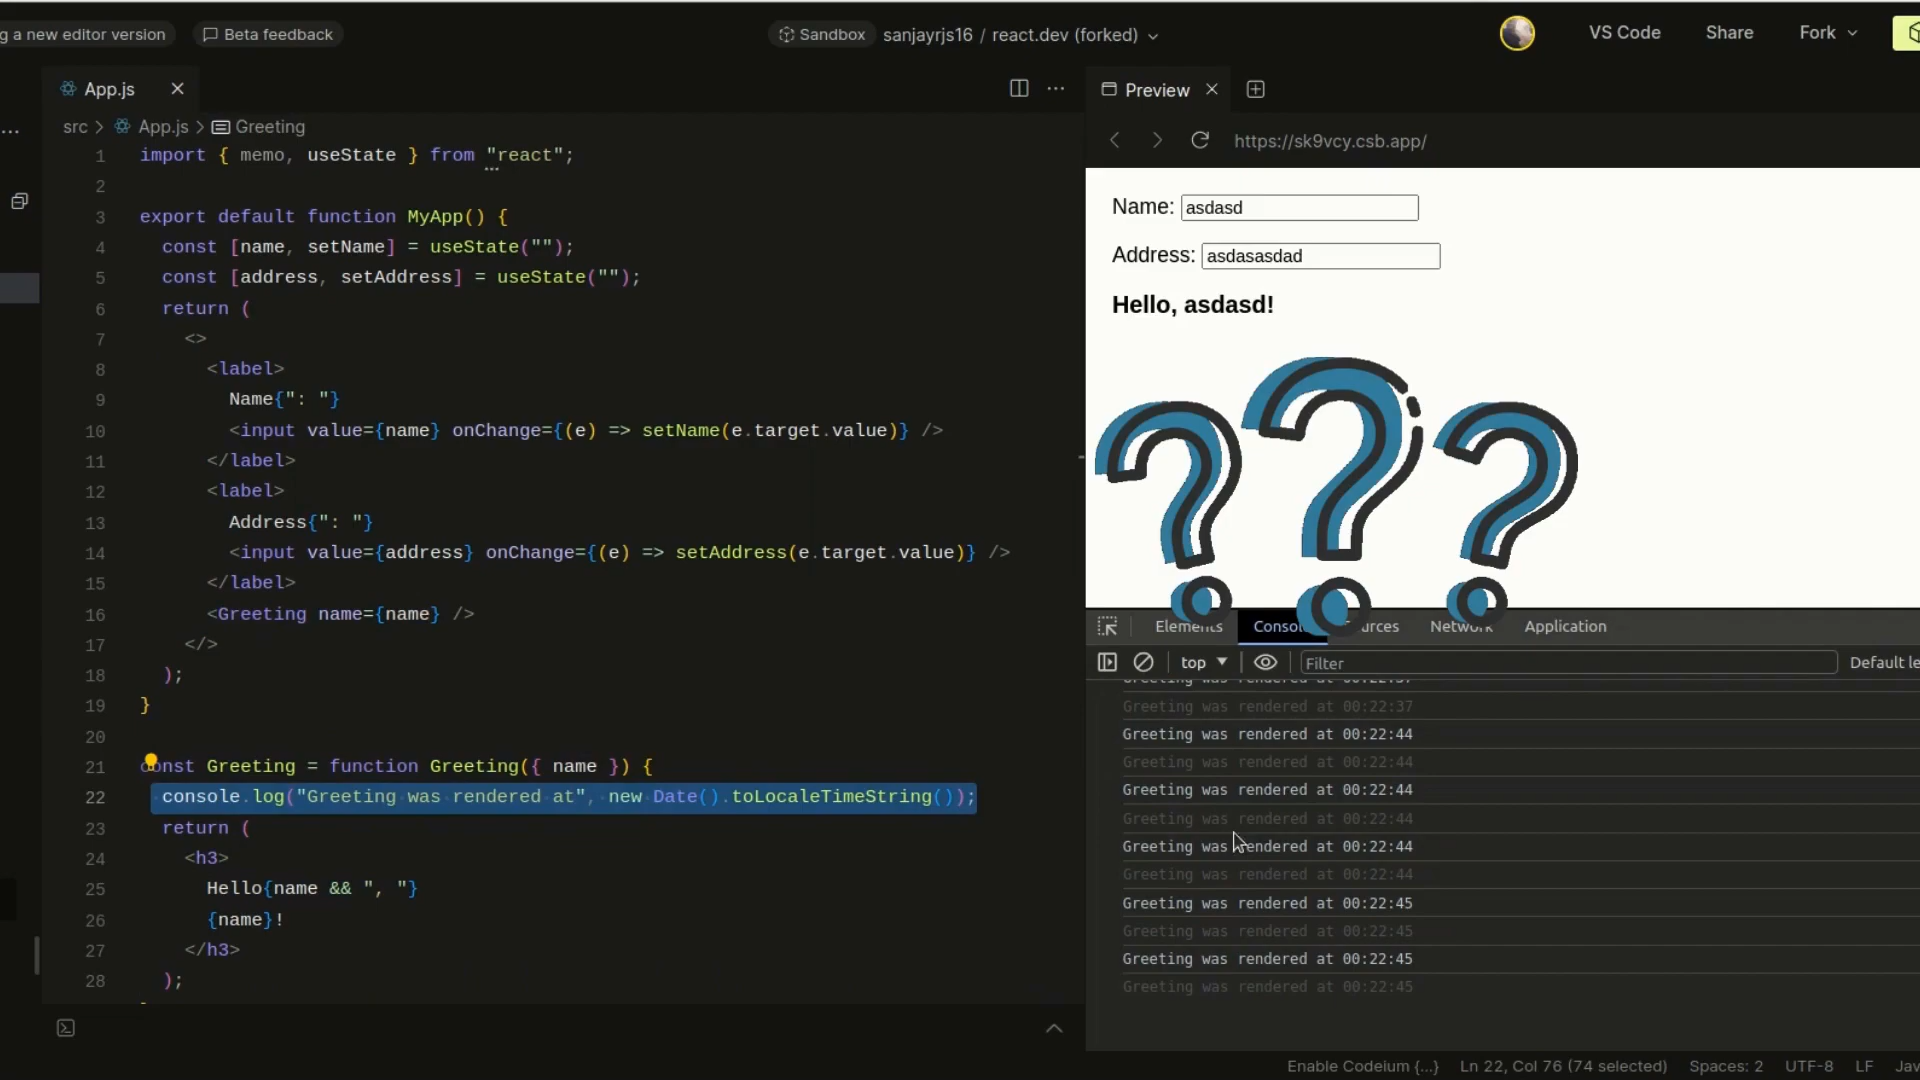 g a new editor version
Beta feedback
Sandbox
sanjayrjs16 / react.dev (forked)
VS Code
Share
Fork
App.js
src > App.js > Greeting
1 import { memo, useState } from "react";
2
3 export default function MyApp() {
4 const [name, setName] = useState("");
5 const [address, setAddress] = useState("");
6 return (
7 <>
8 <label>
9 Name{": "}
10 <input value={name} onChange={(e) => setName(e.target.value)} />
11 </label>
12 <label>
13 Address{": "}
14 <input value={address} onChange={(e) => setAddress(e.target.value)} />
15 </label>
16 <Greeting name={name} />
17 </>
18 );
19 }
20
21 const Greeting = function Greeting({ name }) {
22 console.log("Greeting was rendered at", new Date().toLocaleTimeString());
23 return (
24 <h3>
25 Hello{name && ", "}
26 {name}!
27 </h3>
28 );
Preview
https://sk9vcy.csb.app/
Name: asdasd
Address: asdasasdad
Hello, asdasd!
Elements
Console
Sources
Network
Application
top
Filter
Default le
Greeting was rendered at 00:22:37
Greeting was rendered at 00:22:37
Greeting was rendered at 00:22:44
Greeting was rendered at 00:22:44
Greeting was rendered at 00:22:44
Greeting was rendered at 00:22:44
Greeting was rendered at 00:22:44
Greeting was rendered at 00:22:44
Greeting was rendered at 00:22:45
Greeting was rendered at 00:22:45
Greeting was rendered at 00:22:45
Greeting was rendered at 00:22:45
Enable Codeium {...}
Ln 22, Col 76 (74 selected)
Spaces: 2
UTF-8
LF
Jav